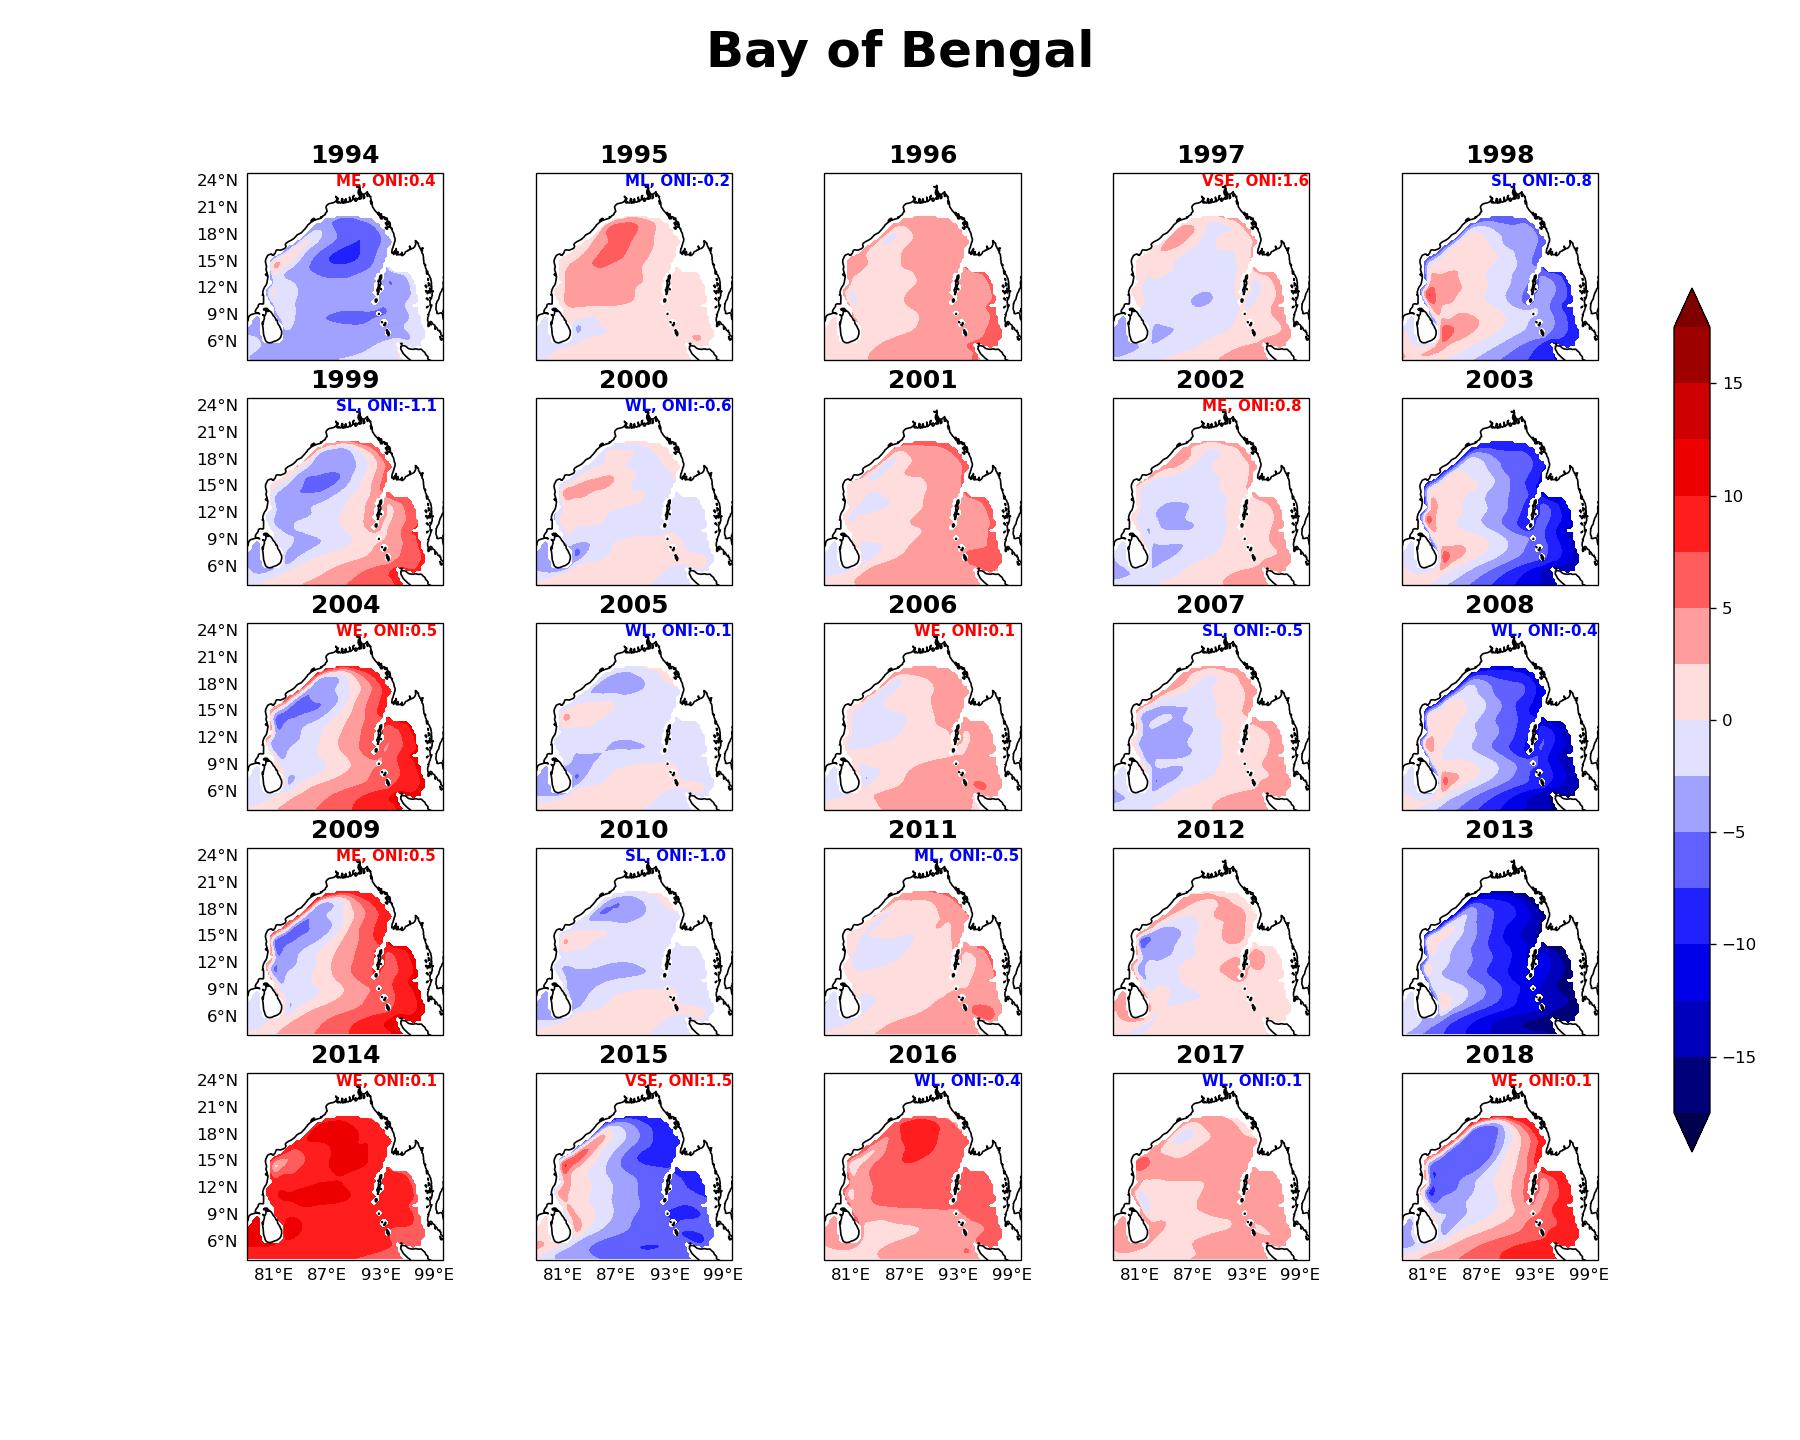 Bay of Bengal
1994 1995 1996 1997 1998
24°N ME, ONI:0.4 ML, ONI:-0.2 VSE, ONI:1.6 SL, ONI:-0.8
21°N
18°N
15°N
12°N
9°N
6°N
1999 2000 2001 2002 2003
24°N SL, ONI:-1.1 WL, ONI:-0.6 ME, ONI:0.8
21°N
18°N
15°N
12°N
9°N
6°N
2004 2005 2006 2007 2008
24°N WE, ONI:0.5 WL, ONI:-0.1 WE, ONI:0.1 SL, ONI:-0.5 WL, ONI:-0.4
21°N
18°N
15°N
12°N
9°N
6°N
2009 2010 2011 2012 2013
24°N ME, ONI:0.5 SL, ONI:-1.0 ML, ONI:-0.5
21°N
18°N
15°N
12°N
9°N
6°N
2014 2015 2016 2017 2018
24°N WE, ONI:0.1 VSE, ONI:1.5 WL, ONI:-0.4 WL, ONI:0.1 WE, ONI:0.1
21°N
18°N
15°N
12°N
9°N
6°N
81°E 87°E 93°E 99°E 81°E 87°E 93°E 99°E 81°E 87°E 93°E 99°E 81°E 87°E 93°E 99°E 81°E 87°E 93°E 99°E
15
10
5
0
−5
−10
−15